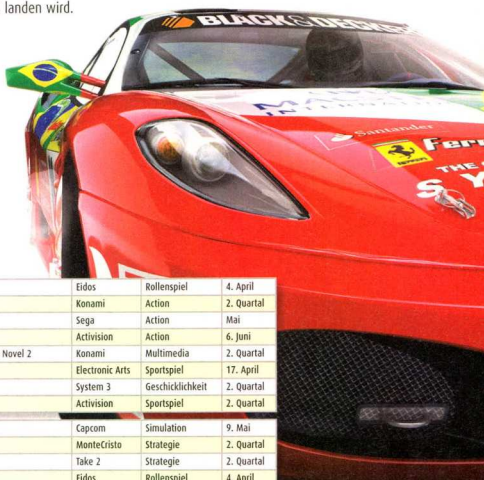 landen wird.
BLACK & DECKER
Santander
Ferr
THE
S Y
Eidos Rollenspiel 4. April
Konami Action 2. Quartal
Sega Action Mai
Activision Action 6. Juni
Novel 2 Konami Multimedia 2. Quartal
Electronic Arts Sportspiel 17. April
System 3 Geschicklichkeit 2. Quartal
Activision Sportspiel 2. Quartal
Capcom Simulation 9. Mai
MonteCristo Strategie 2. Quartal
Take 2 Strategie 2. Quartal
Eidos Rollenspiel 4. April